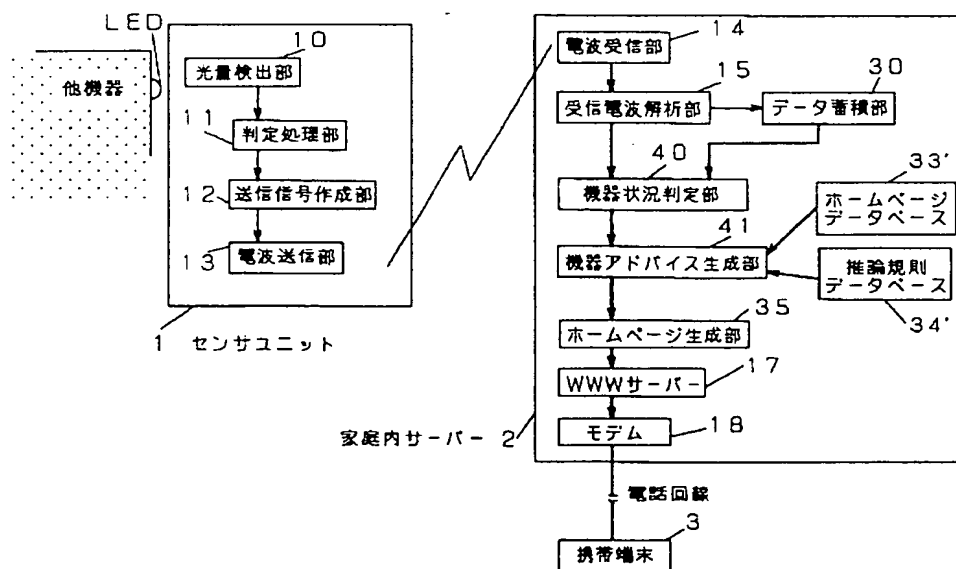 LED
他機器
10
光量検出部
11
判定処理部
12
送信信号作成部
13
電波送信部
1 センサユニット
14
電波受信部
15
受信電波解析部
30
データ蓄積部
40
機器状況判定部
33'
ホームページ
データベース
41
機器アドバイス生成部
推論規則
データベース
34'
35
ホームページ生成部
17
WWWサーバー
18
モデム
家庭内サーバー 2
電話回線
3
携帯端末